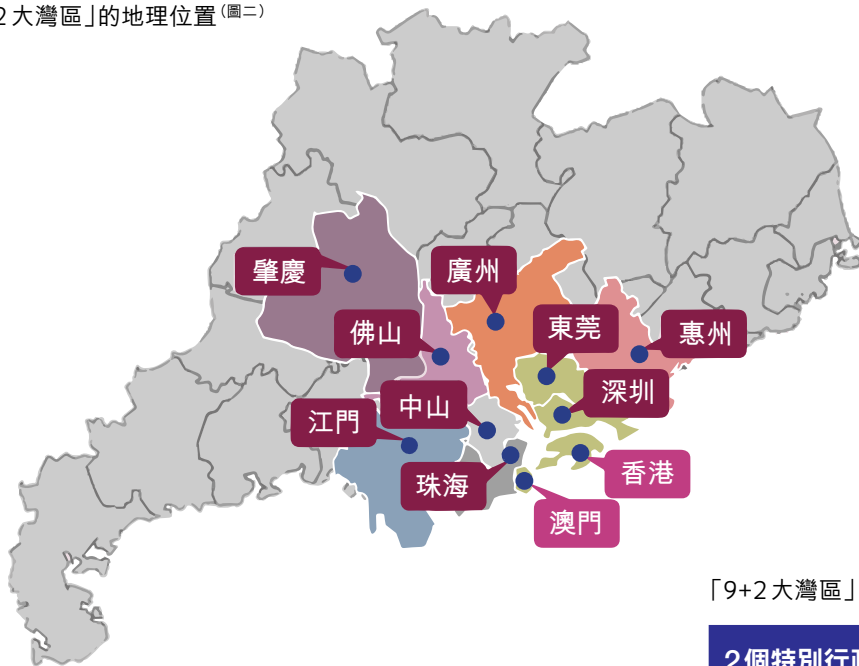 2大灣區」的地理位置(圖二)
肇慶
廣州
佛山
東莞
惠州
深圳
中山
江門
珠海
香港
澳門
「9+2大灣區」
2個特別行政